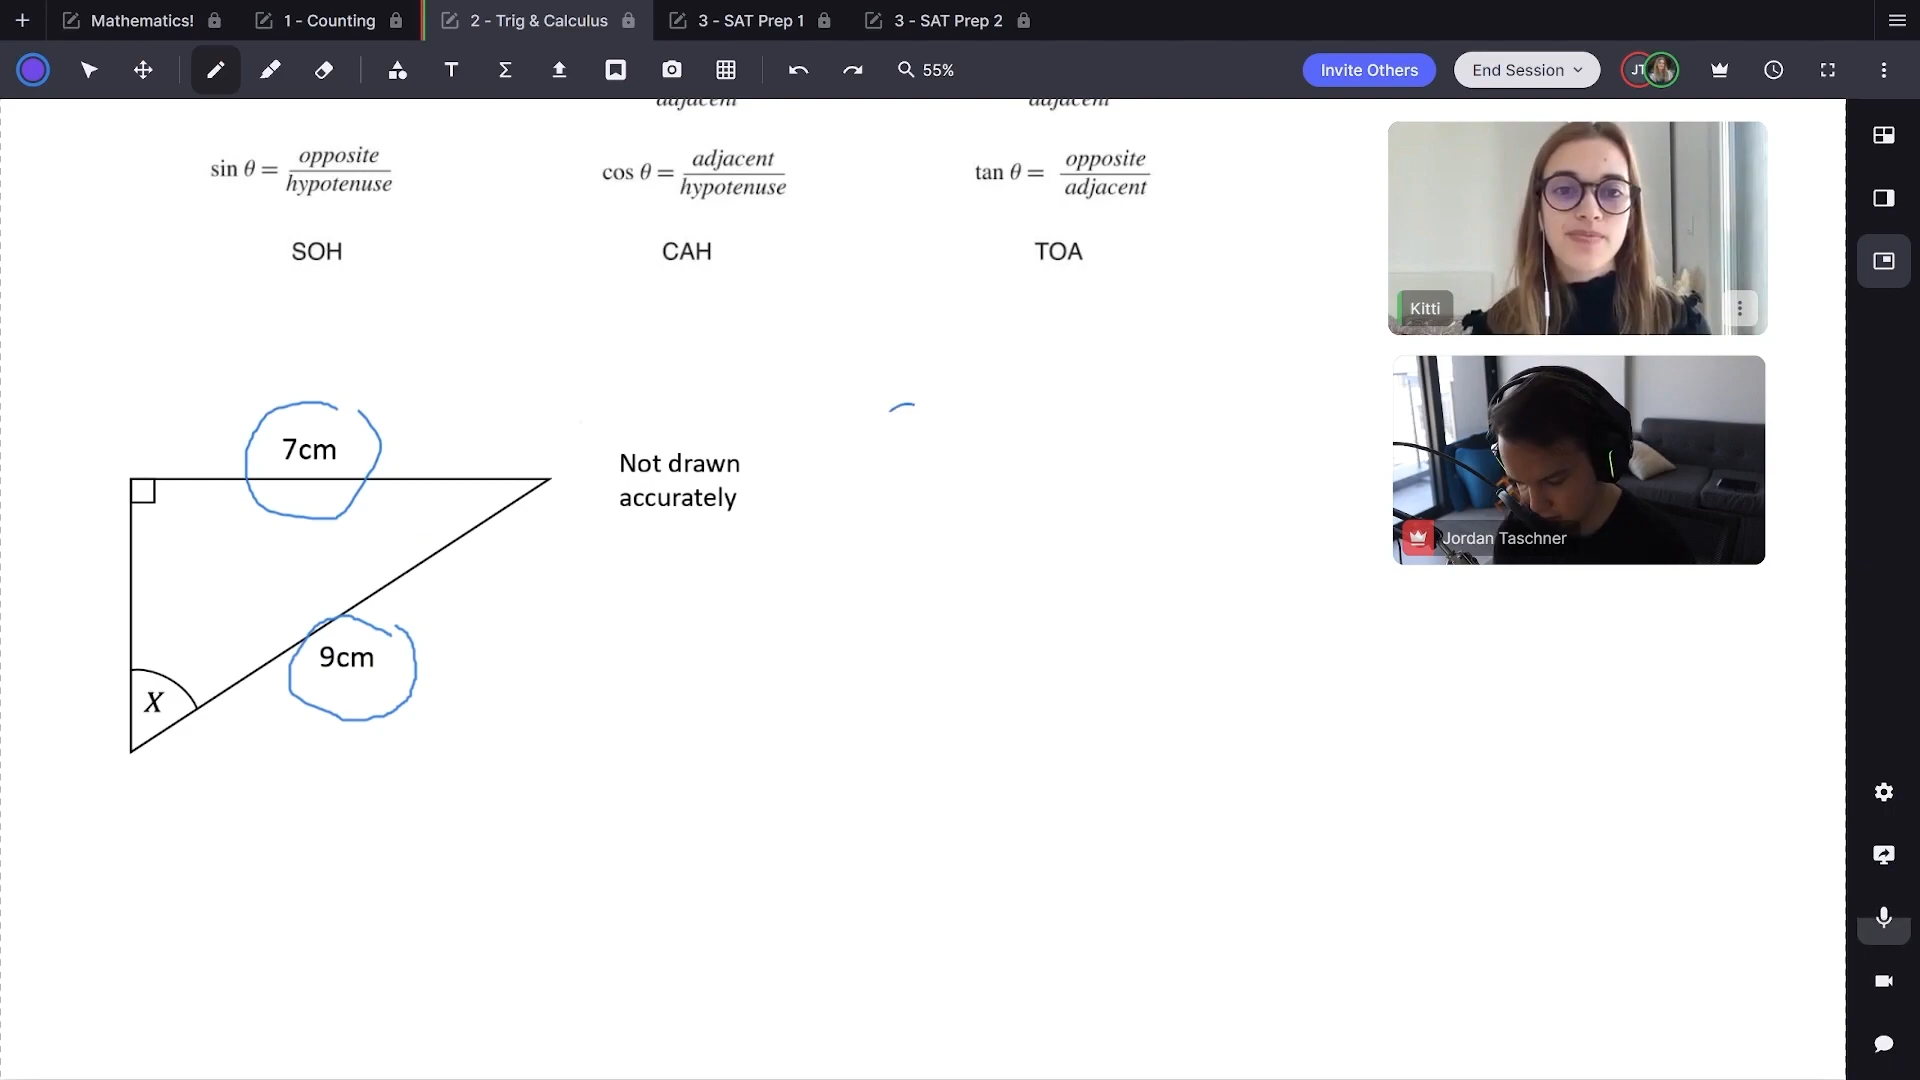 Mathematics!
1 - Counting
2 - Trig & Calculus
3 - SAT Prep 1
3 - SAT Prep 2
55%
Invite Others
End Session
JT
adjacent
adjacent
sin θ = opposite / hypotenuse
cos θ = adjacent / hypotenuse
tan θ = opposite / adjacent
SOH
CAH
TOA
Kitti
7cm
Not drawn
accurately
Jordan Taschner
9cm
X